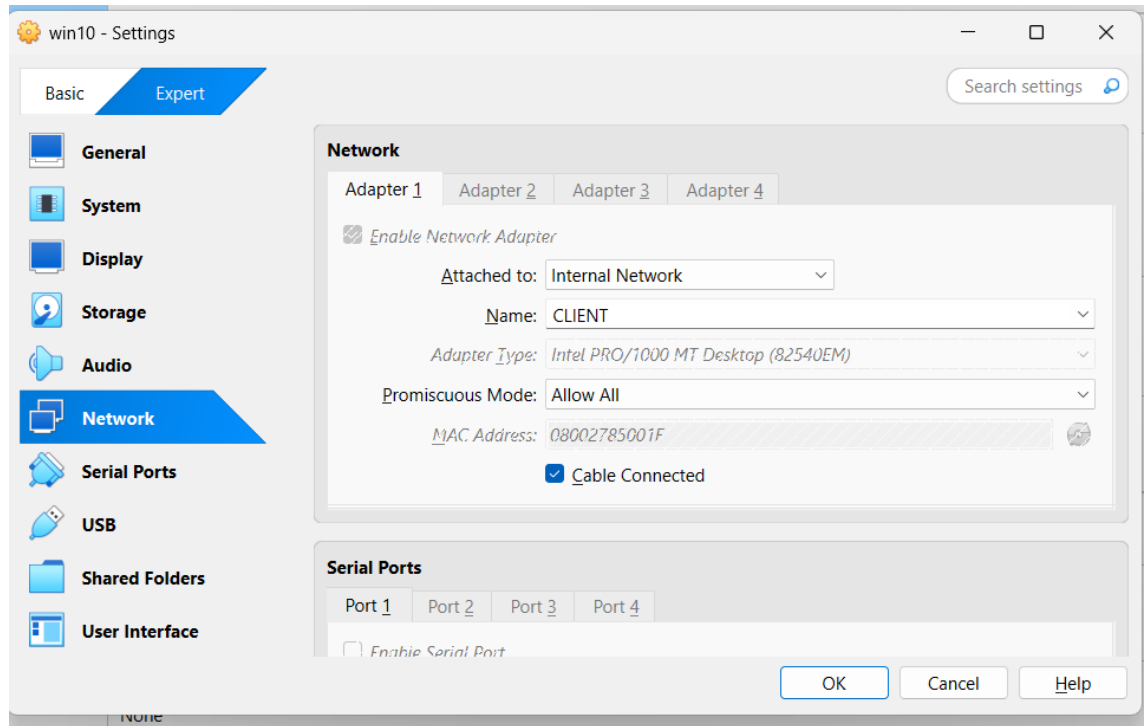 win10 - Settings
Basic
Expert
Search settings
General
System
Display
Storage
Audio
Network
Serial Ports
USB
Shared Folders
User Interface
Network
Adapter 1 Adapter 2 Adapter 3 Adapter 4
Enable Network Adapter
Attached to: Internal Network
Name: CLIENT
Adapter Type: Intel PRO/1000 MT Desktop (82540EM)
Promiscuous Mode: Allow All
MAC Address: 08002785001F
Cable Connected
Serial Ports
Port 1 Port 2 Port 3 Port 4
Enable Serial Port
OK Cancel Help
None